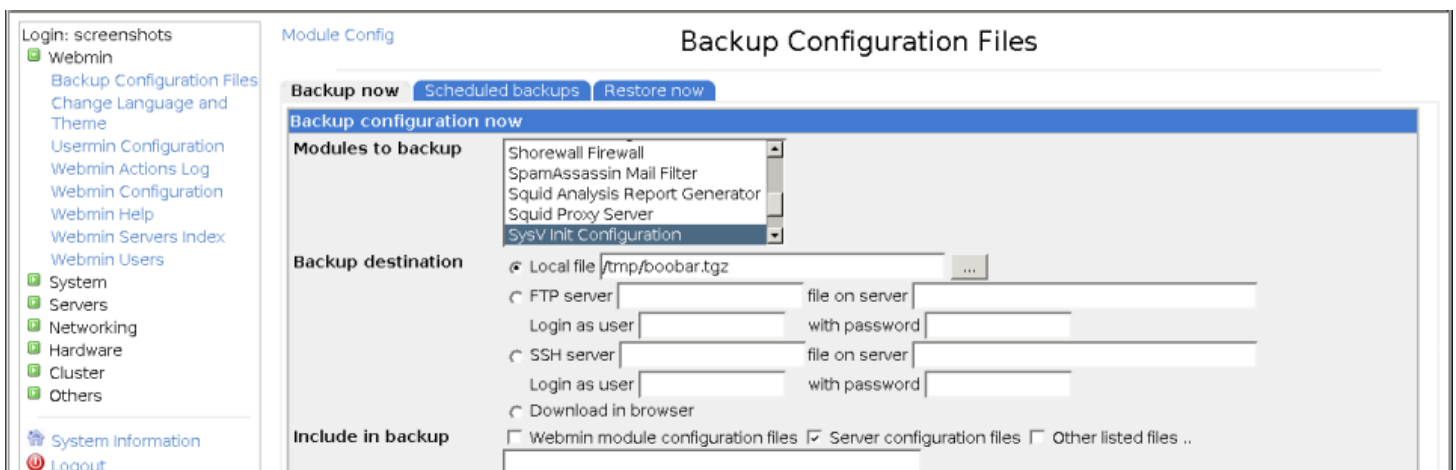 Login: screenshots
Webmin
Backup Configuration Files
Change Language and
Theme
Usermin Configuration
Webmin Actions Log
Webmin Configuration
Webmin Help
Webmin Servers Index
Webmin Users
System
Servers
Networking
Hardware
Cluster
Others
System Information
Logout
Module Config
Backup Configuration Files
Backup now Scheduled backups Restore now
Backup configuration now
Modules to backup
Shorewall Firewall
SpamAssassin Mail Filter
Squid Analysis Report Generator
Squid Proxy Server
SysV Init Configuration
Backup destination
Local file /tmp/boobar.tgz ...
FTP server file on server
Login as user with password
SSH server file on server
Login as user with password
Download in browser
Include in backup
Webmin module configuration files Server configuration files Other listed files ..